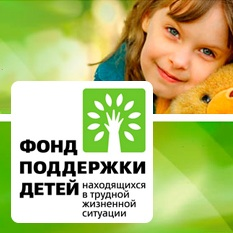 ФОНД
ПОДДЕРЖКИ
ДЕТЕЙ
находящихся
в трудной
жизненной
ситуации